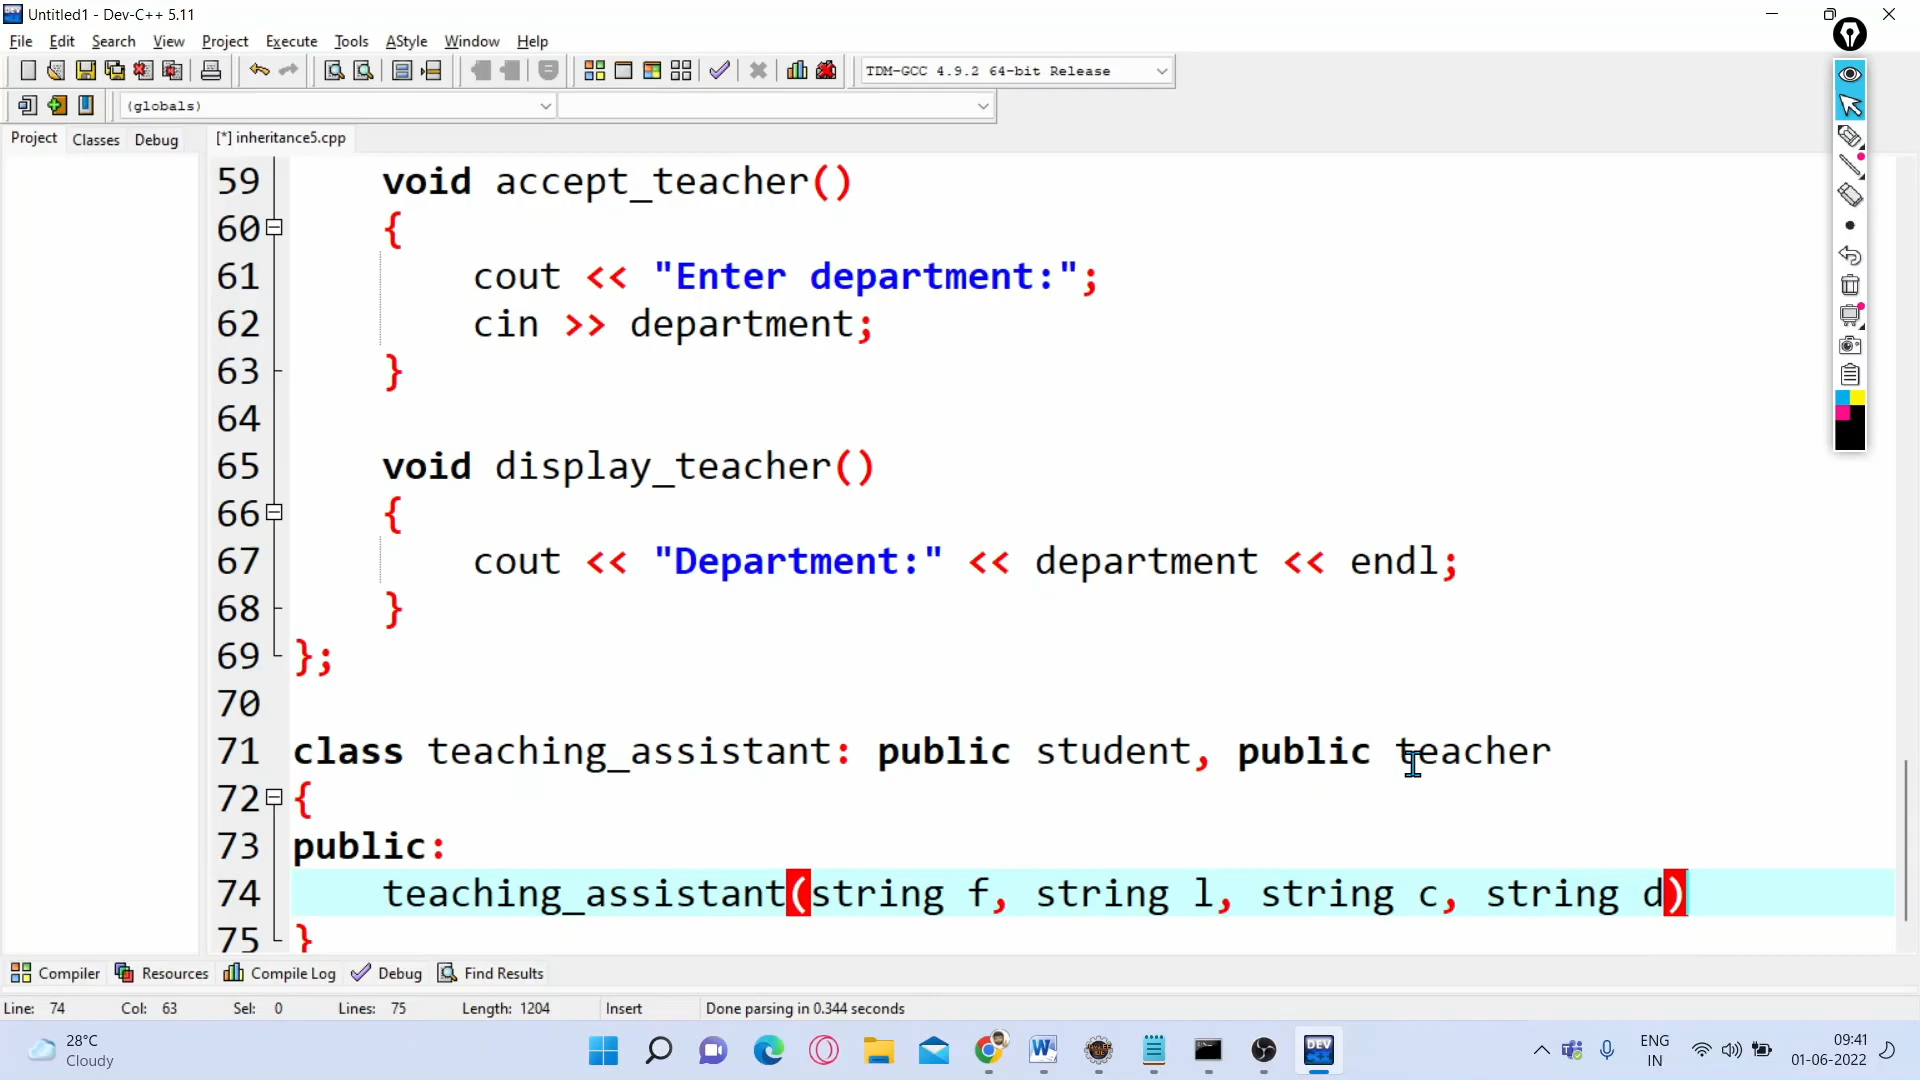 Untitled1 - Dev-C++ 5.11
File Edit Search View Project Execute Tools AStyle Window Help
TDM-GCC 4.9.2 64-bit Release
(globals)
Project Classes Debug [*] inheritance5.cpp
59 void accept_teacher()
60 {
61 cout << "Enter department:";
62 cin >> department;
63 }
64
65 void display_teacher()
66 {
67 cout << "Department:" << department << endl;
68 }
69 };
70
71 class teaching_assistant: public student, public teacher
72 {
73 public:
74 teaching_assistant(string f, string l, string c, string d)
75 }
Compiler Resources Compile Log Debug Find Results
Line: 74 Col: 63 Sel: 0 Lines: 75 Length: 1204 Insert Done parsing in 0.344 seconds
28°C
Cloudy
ENG
IN
09:41
01-06-2022